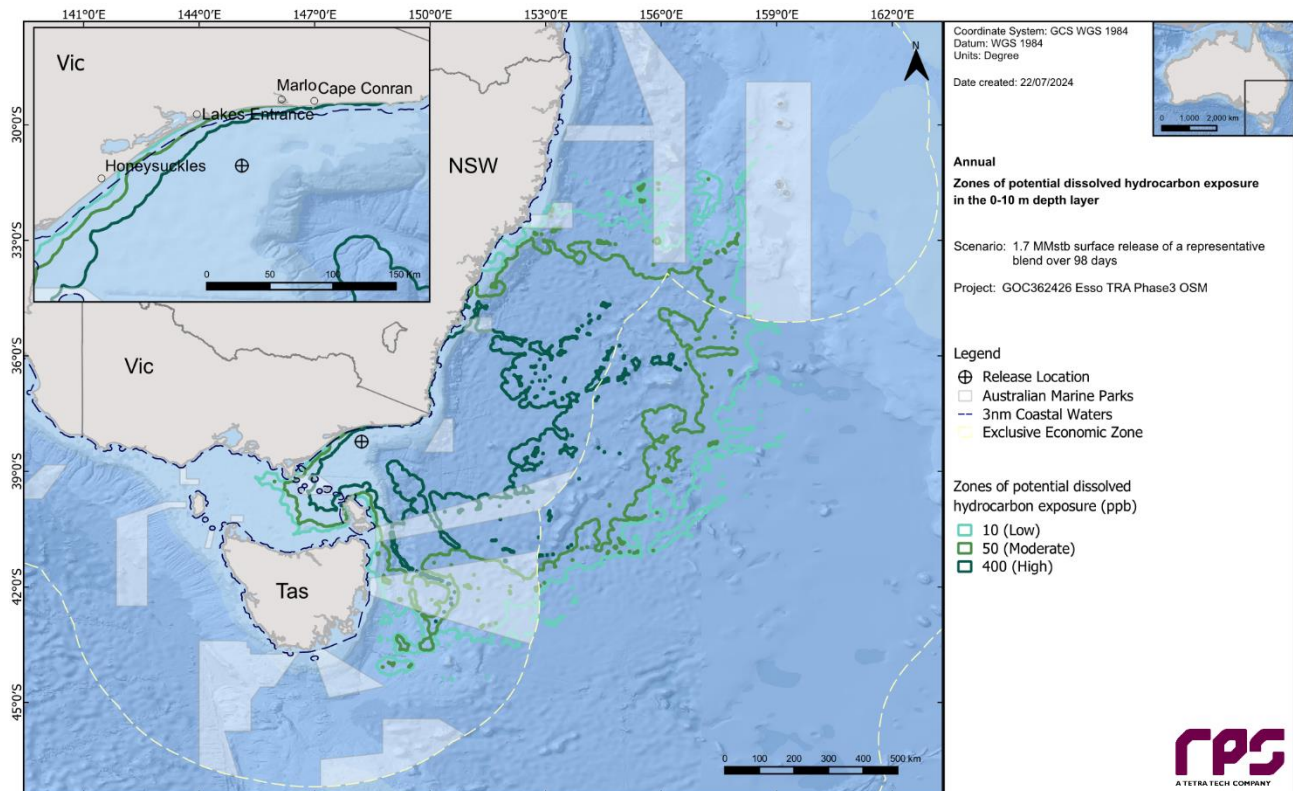 141°0'E 144°0'E 147°0'E 150°0'E 153°0'E 156°0'E 159°0'E 162°0'E
Vic
Marlo Cape Conran
Lakes Entrance
Honeysuckles
0 50 100 150 Km
30°0'S
33°0'S
36°0'S
39°0'S
42°0'S
45°0'S
NSW
Vic
Tas
N
0 100 200 300 400 500 km
Coordinate System: GCS WGS 1984
Datum: WGS 1984
Units: Degree
Date created: 22/07/2024
0 1,000 2,000 km
Annual
Zones of potential dissolved hydrocarbon exposure
in the 0-10 m depth layer
Scenario: 1.7 MMstb surface release of a representative
blend over 98 days
Project: GOC362426 Esso TRA Phase3 OSM
Legend
Release Location
Australian Marine Parks
3nm Coastal Waters
Exclusive Economic Zone
Zones of potential dissolved
hydrocarbon exposure (ppb)
10 (Low)
50 (Moderate)
400 (High)
rps
A TETRA TECH COMPANY